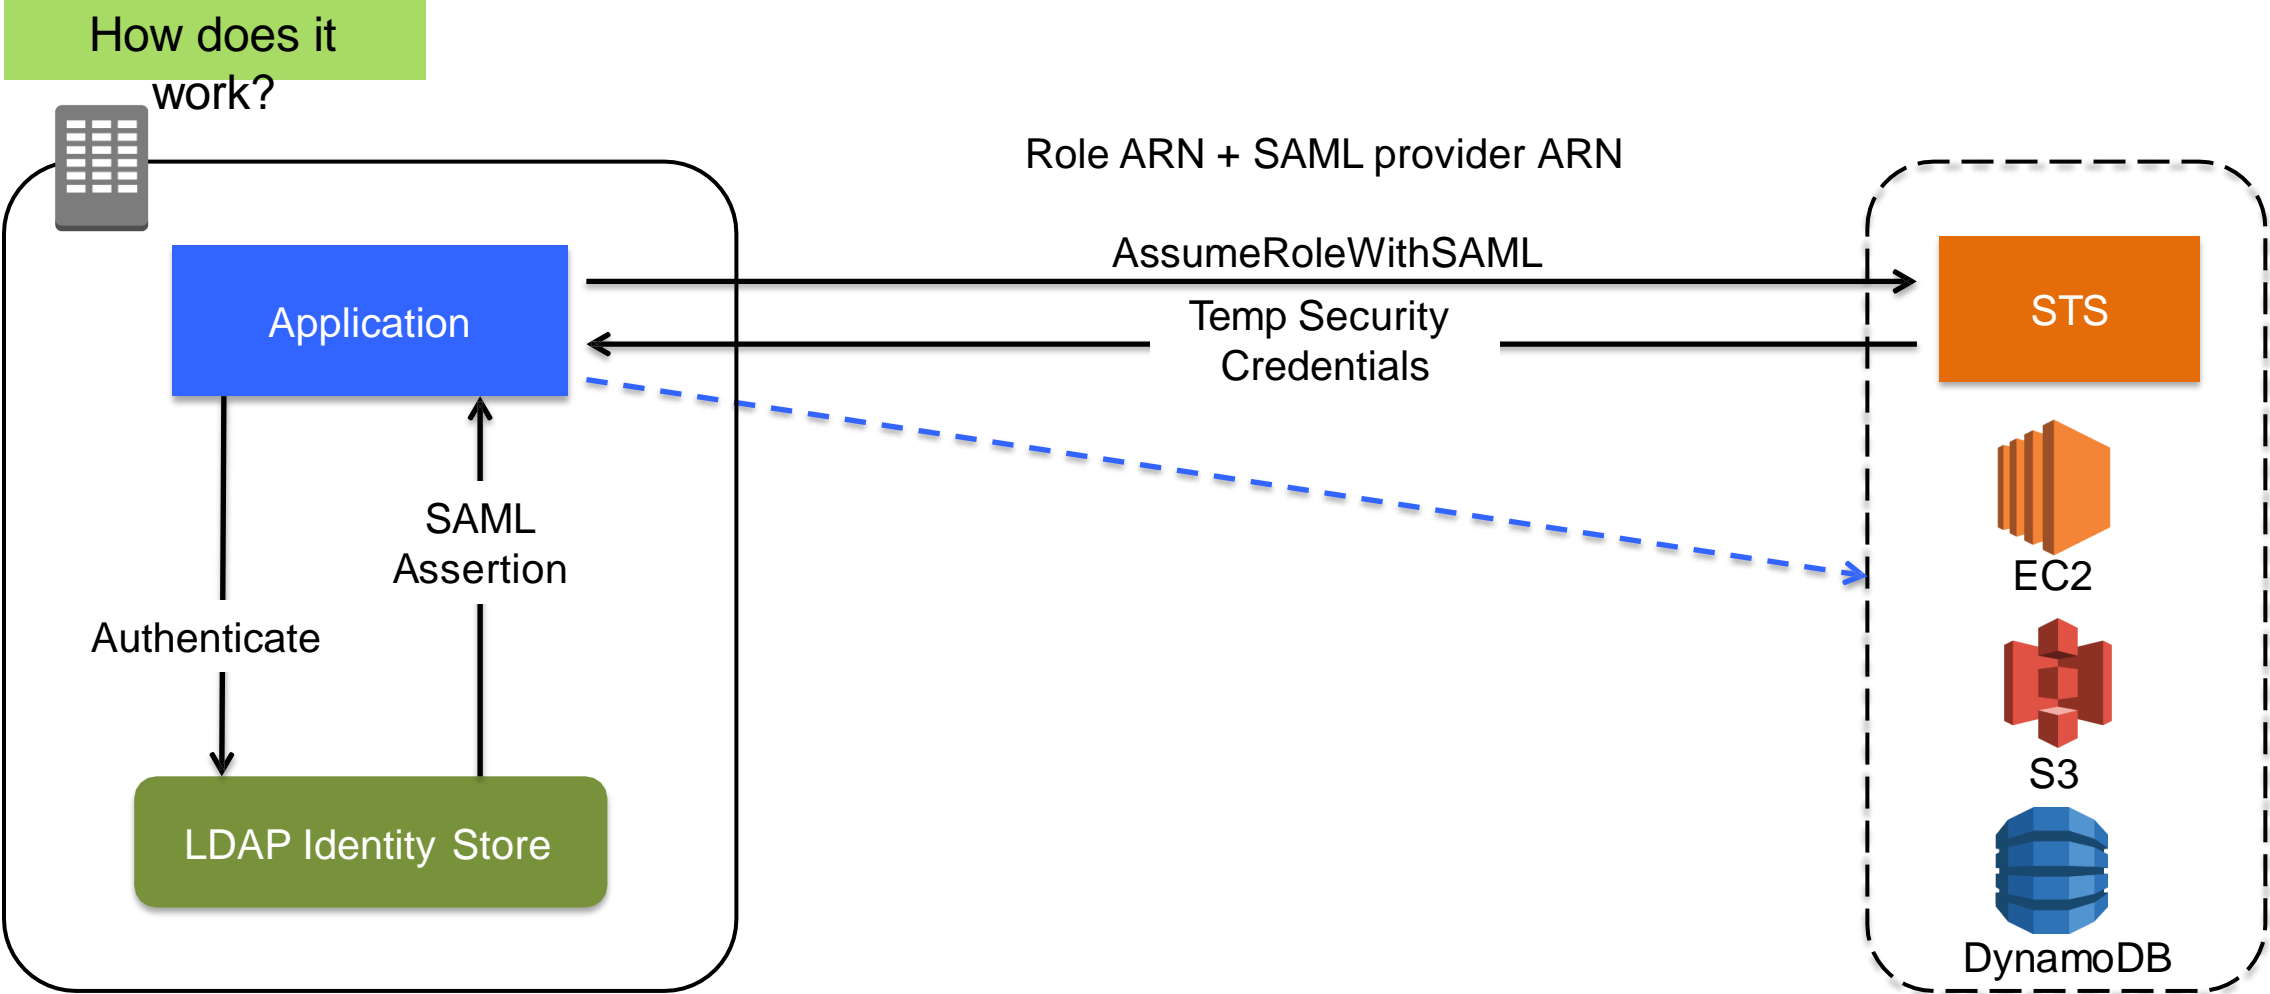 How does it
work?
Role ARN + SAML provider ARN
AssumeRoleWithSAML
Temp Security
Credentials
Application
STS
SAML
Assertion
Authenticate
LDAP Identity Store
EC2
S3
DynamoDB